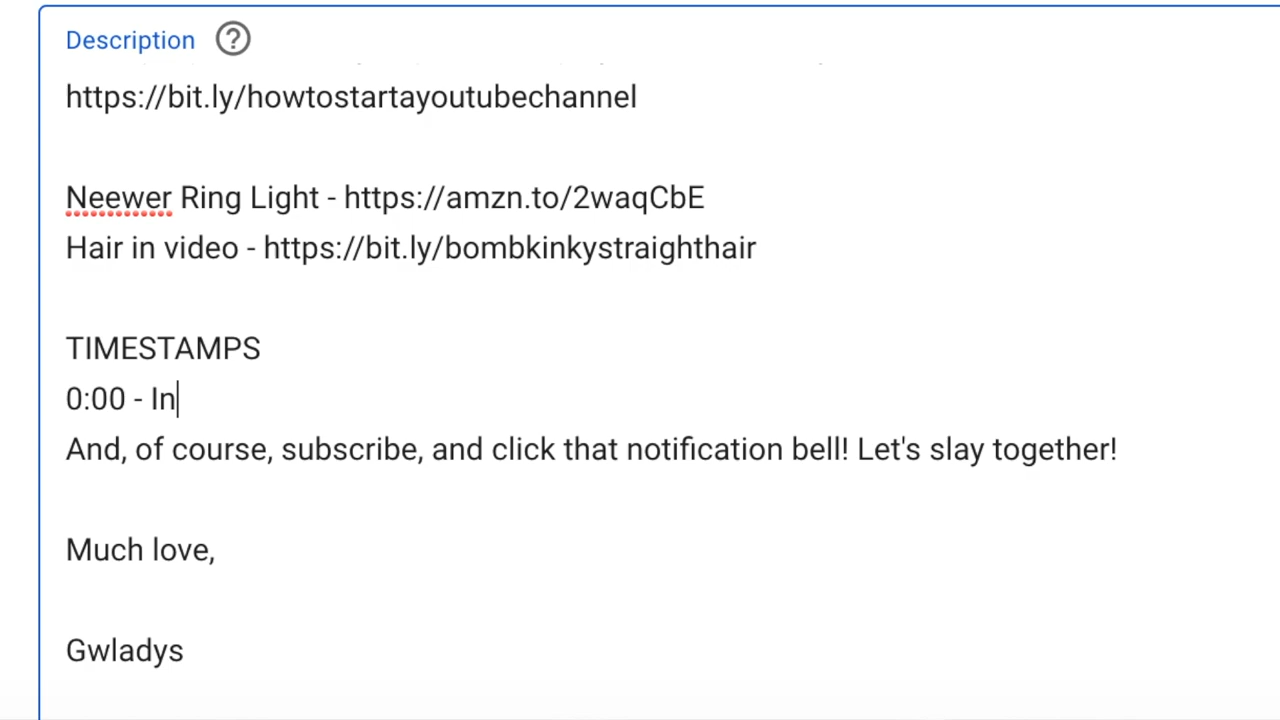 Description ?
https://bit.ly/howtostartayoutubechannel
Neewer Ring Light - https://amzn.to/2waqCbE
Hair in video - https://bit.ly/bombkinkystraighthair
TIMESTAMPS
0:00 - In
And, of course, subscribe, and click that notification bell! Let's slay together!
Much love,
Gwladys